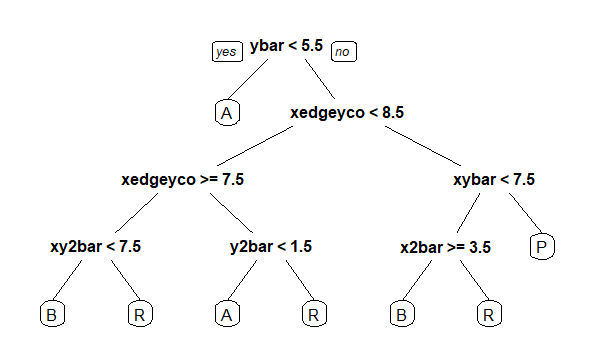 yes ybar < 5.5 no
A xedgeyco < 8.5
xedgeyco >= 7.5 xybar < 7.5
xy2bar < 7.5 y2bar < 1.5 x2bar >= 3.5 P
B R A R B R